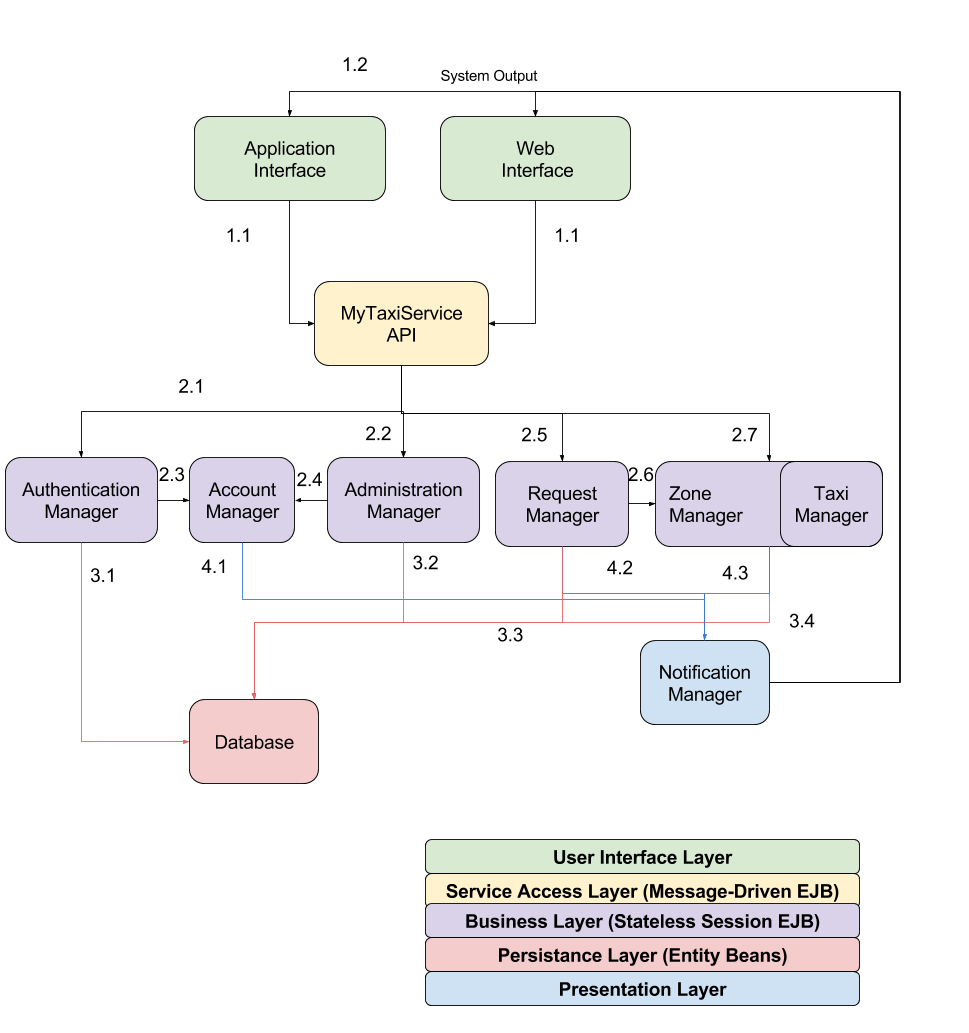 1.2
System Output
Application
Interface
Web
Interface
1.1
1.1
MyTaxiService
API
2.1
2.2
2.5
2.7
2.3
2.4
2.6
Authentication
Manager
Account
Manager
Administration
Manager
Request
Manager
Zone
Manager
Taxi
Manager
3.1
4.1
3.2
4.2
4.3
3.3
3.4
Notification
Manager
Database
User Interface Layer
Service Access Layer (Message-Driven EJB)
Business Layer (Stateless Session EJB)
Persistance Layer (Entity Beans)
Presentation Layer